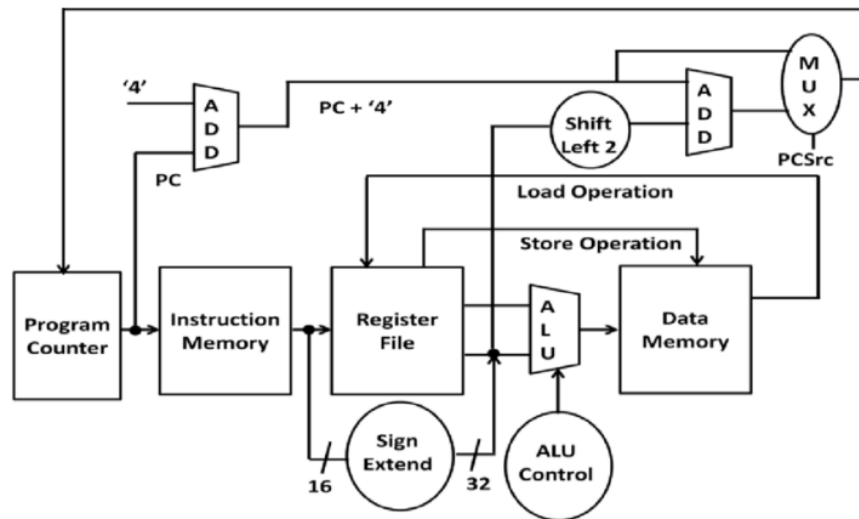 '4'
A
D
D
PC + '4'
PC
Shift
Left 2
A
D
D
M
U
X
PCSrc
Load Operation
Store Operation
Program
Counter
Instruction
Memory
Register
File
A
L
U
Data
Memory
Sign
Extend
16
32
ALU
Control